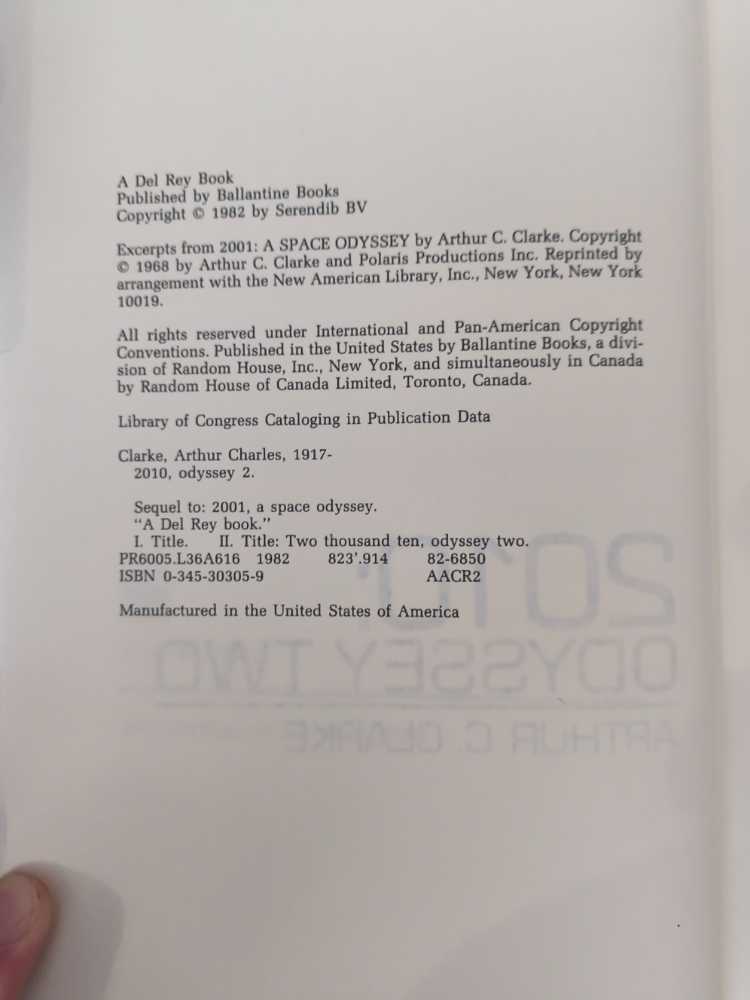 A Del Rey Book
Published by Ballantine Books
Copyright © 1982 by Serendib BV
Excerpts from 2001: A SPACE ODYSSEY by Arthur C. Clarke. Copyright
© 1968 by Arthur C. Clarke and Polaris Productions Inc. Reprinted by
arrangement with the New American Library, Inc., New York, New York
10019.
All rights reserved under International and Pan-American Copyright
Conventions. Published in the United States by Ballantine Books, a divi-
sion of Random House, Inc., New York, and simultaneously in Canada
by Random House of Canada Limited, Toronto, Canada.
Library of Congress Cataloging in Publication Data
Clarke, Arthur Charles, 1917-
2010, odyssey 2.
Sequel to: 2001, a space odyssey.
"A Del Rey book."
I. Title. II. Title: Two thousand ten, odyssey two.
PR6005.L36A616 1982 823'.914 82-6850
ISBN 0-345-30305-9 AACR2
Manufactured in the United States of America
2010:
ODYSSEY TWO
ARTHUR C. CLARKE